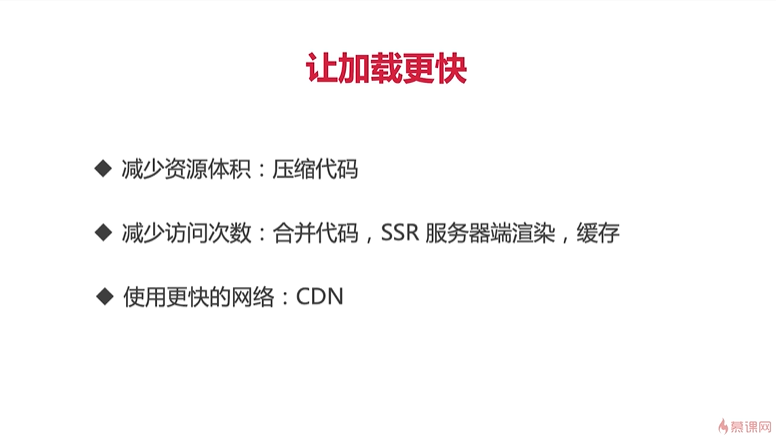 让加载更快
◆ 减少资源体积：压缩代码
◆ 减少访问次数：合并代码，SSR 服务器端渲染，缓存
◆ 使用更快的网络：CDN
慕课网